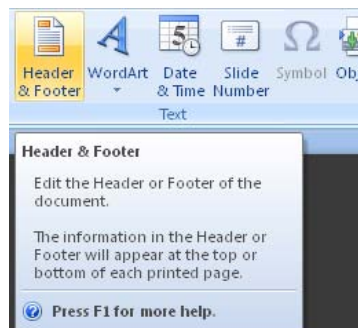 Header & Footer
WordArt
Date & Time
Slide Number
Symbol
Obj
Text
Header & Footer
Edit the Header or Footer of the
document.
The information in the Header or
Footer will appear at the top or
bottom of each printed page.
Press F1 for more help.